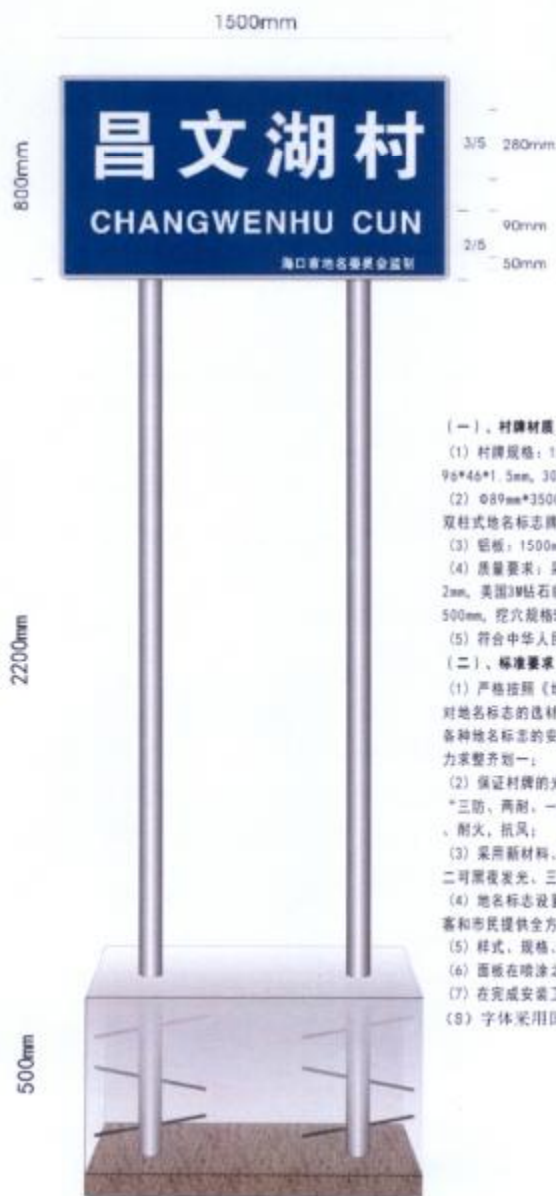 1500mm
800mm
昌文湖村
CHANGWENHU CUN
海口市地名委员会监制
3/5 280mm
90mm
2/5
50mm
2200mm
500mm
(一)、村牌材质
(1) 村牌规格：1
96*46*1.5mm，30
(2) Φ89mm*350
双柱式地名标志牌
(3) 铝板：1500m
(4) 质量要求：
2mm，美国3M钻石
500mm，挖穴规格
(5) 符合中华人民
(二)、标准要求
(1) 严格按照《地
对地名标志的选材
各种地名标志的安
力求整齐划一；
(2) 保证村牌的
“三防、两耐、一
、耐火，抗风；
(3) 采用新材料、
二可黑夜发光、三
(4) 地名标志设置
客和市民提供全方
(5) 样式、规格、
(6) 面板在喷涂
(7) 在完成安装
(8) 字体采用